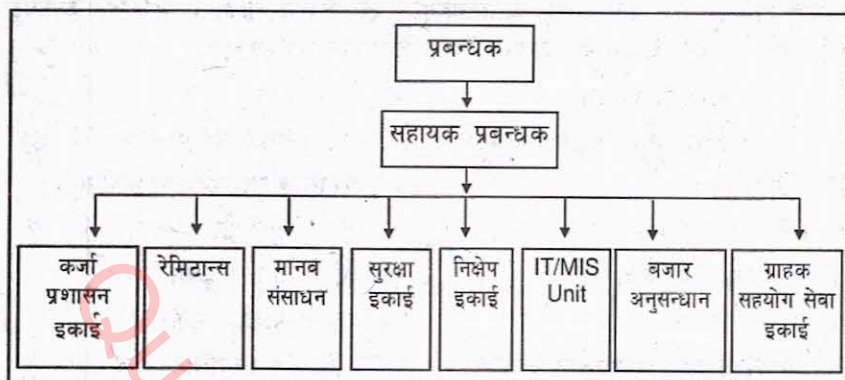 प्रबन्धक
सहायक प्रबन्धक
कर्जा
प्रशासन
इकाई
रेमिटान्स
मानब
संसाधन
सुरक्षा
इकाई
निक्षेप
इकाई
IT/MIS
Unit
बजार
अनुसन्धान
ग्राहक
सहयोग सेवा
इकाई